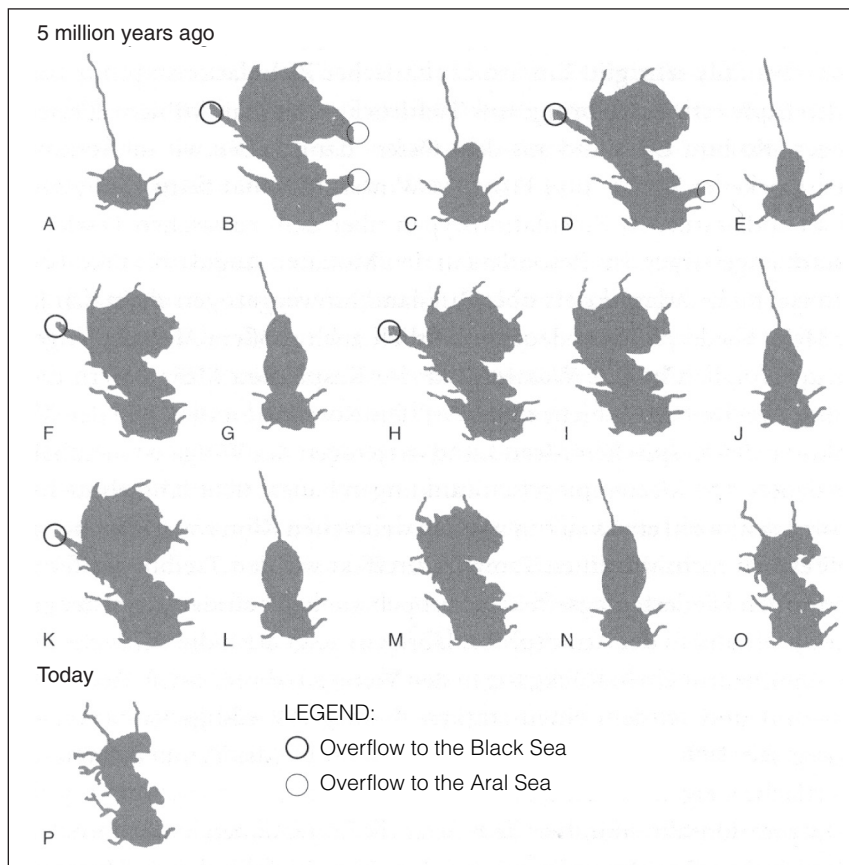 5 million years ago
A
B
C
D
E
F
G
H
I
J
K
L
M
N
O
Today
P
LEGEND:
Overflow to the Black Sea
Overflow to the Aral Sea